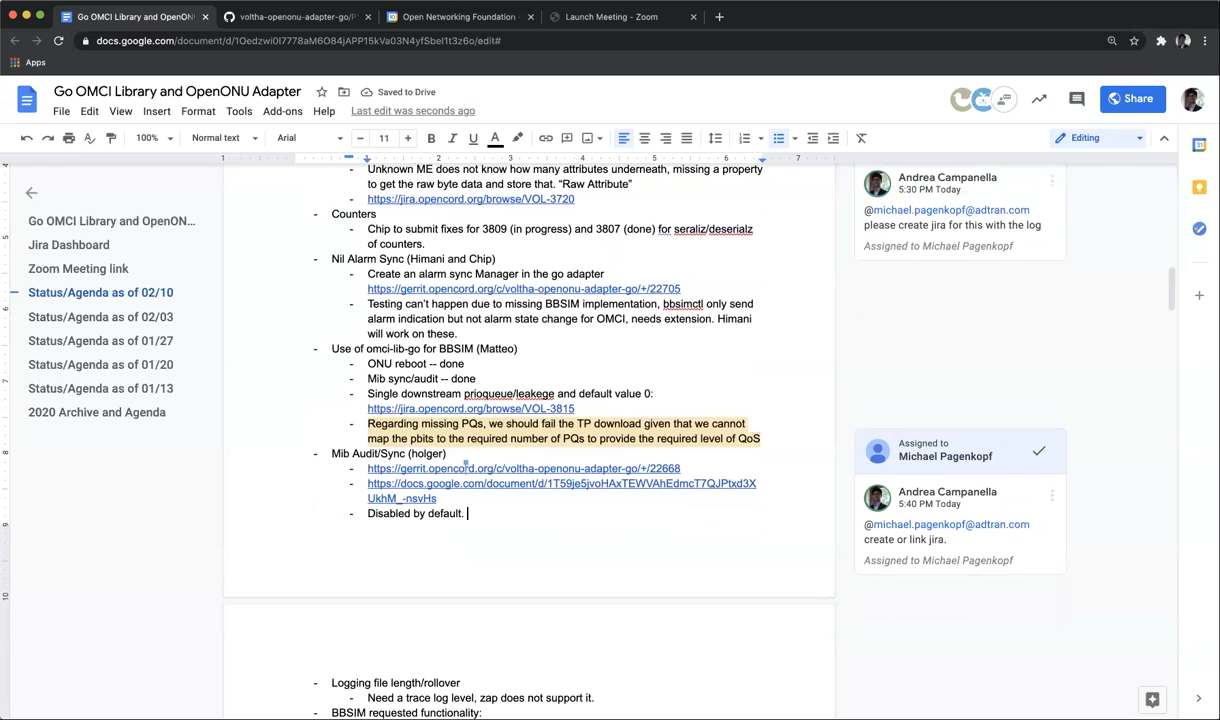 Go OMCI Library and OpenONU
voltha-openonu-adapter-go/P
Open Networking Foundation -
Launch Meeting - Zoom
docs.google.com/document/d/1Oedzwi0I7778aM6O84jAPP15kVa03N4yfSbeI1t3z6o/edit#
Apps
Go OMCI Library and OpenONU Adapter
Saved to Drive
File Edit View Insert Format Tools Add-ons Help Last edit was seconds ago
Share
100% Normal text Arial 11 Editing
1 1 2 3 4 5 6 7
Go OMCI Library and OpenON...
Jira Dashboard
Zoom Meeting link
Status/Agenda as of 02/10
Status/Agenda as of 02/03
Status/Agenda as of 01/27
Status/Agenda as of 01/20
Status/Agenda as of 01/13
2020 Archive and Agenda
- Unknown ME does not know how many attributes underneath, missing a property
to get the raw byte data and store that. “Raw Attribute”
- https://jira.opencord.org/browse/VOL-3720
- Counters
- Chip to submit fixes for 3809 (in progress) and 3807 (done) for seraliz/deserialz
of counters.
- Nil Alarm Sync (Himani and Chip)
- Create an alarm sync Manager in the go adapter
https://gerrit.opencord.org/c/voltha-openonu-adapter-go/+/22705
- Testing can’t happen due to missing BBSIM implementation, bbsimctl only send
alarm indication but not alarm state change for OMCI, needs extension. Himani
will work on these.
- Use of omci-lib-go for BBSIM (Matteo)
- ONU reboot -- done
- Mib sync/audit -- done
- Single downstream prioqueue/leakege and default value 0:
https://jira.opencord.org/browse/VOL-3815
- Regarding missing PQs, we should fail the TP download given that we cannot
map the pbits to the required number of PQs to provide the required level of QoS
- Mib Audit/Sync (holger)
- https://gerrit.opencord.org/c/voltha-openonu-adapter-go/+/22668
- https://docs.google.com/document/d/1T59je5jvoHAxTEWVAhEdmcT7QJPtxd3X
UkhM_-nsvHs
- Disabled by default.
- Logging file length/rollover
- Need a trace log level, zap does not support it.
- BBSIM requested functionality:
Andrea Campanella
5:30 PM Today
@michael.pagenkopf@adtran.com
please create jira for this with the log
Assigned to Michael Pagenkopf
Assigned to
Michael Pagenkopf
Andrea Campanella
5:40 PM Today
@michael.pagenkopf@adtran.com
create or link jira.
Assigned to Michael Pagenkopf